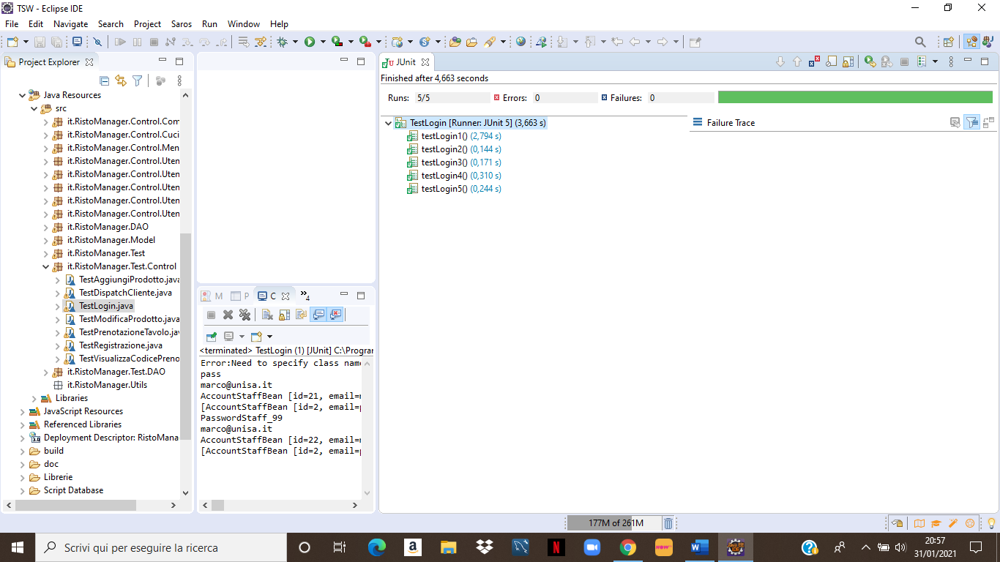 TSW - Eclipse IDE
File Edit Navigate Search Project Saros Run Window Help
Project Explorer
Java Resources
src
it.RistoManager.Control.Com
it.RistoManager.Control.Cuci
it.RistoManager.Control.Men
it.RistoManager.Control.Uten
it.RistoManager.Control.Uten
it.RistoManager.Control.Uten
it.RistoManager.Control.Uten
it.RistoManager.Control.Uten
it.RistoManager.DAO
it.RistoManager.Model
it.RistoManager.Test
it.RistoManager.Test.Control
TestAggiungiProdotto.java
TestDispatchCliente.java
TestLogin.java
TestModificaProdotto.java
TestPrenotazioneTavolo.jav
TestRegistrazione.java
TestVisualizzaCodicePreno
it.RistoManager.Test.DAO
it.RistoManager.Utils
Libraries
JavaScript Resources
Referenced Libraries
Deployment Descriptor: RistoMana
build
doc
Librerie
Script Database
M P C 4
<terminated> TestLogin (1) [JUnit] C:\Progran
Error:Need to specify class name
pass
marco@unisa.it
AccountStaffBean [id=21, email=m
[AccountStaffBean [id=2, email=p
PasswordStaff_99
marco@unisa.it
AccountStaffBean [id=22, email=m
[AccountStaffBean [id=2, email=p
JUnit
Finished after 4,663 seconds
Runs: 5/5 Errors: 0 Failures: 0
TestLogin [Runner: JUnit 5] (3,663 s)
testLogin1() (2,794 s)
testLogin2() (0,144 s)
testLogin3() (0,171 s)
testLogin4() (0,310 s)
testLogin5() (0,244 s)
Failure Trace
177M of 261M
Scrivi qui per eseguire la ricerca
20:57
31/01/2021